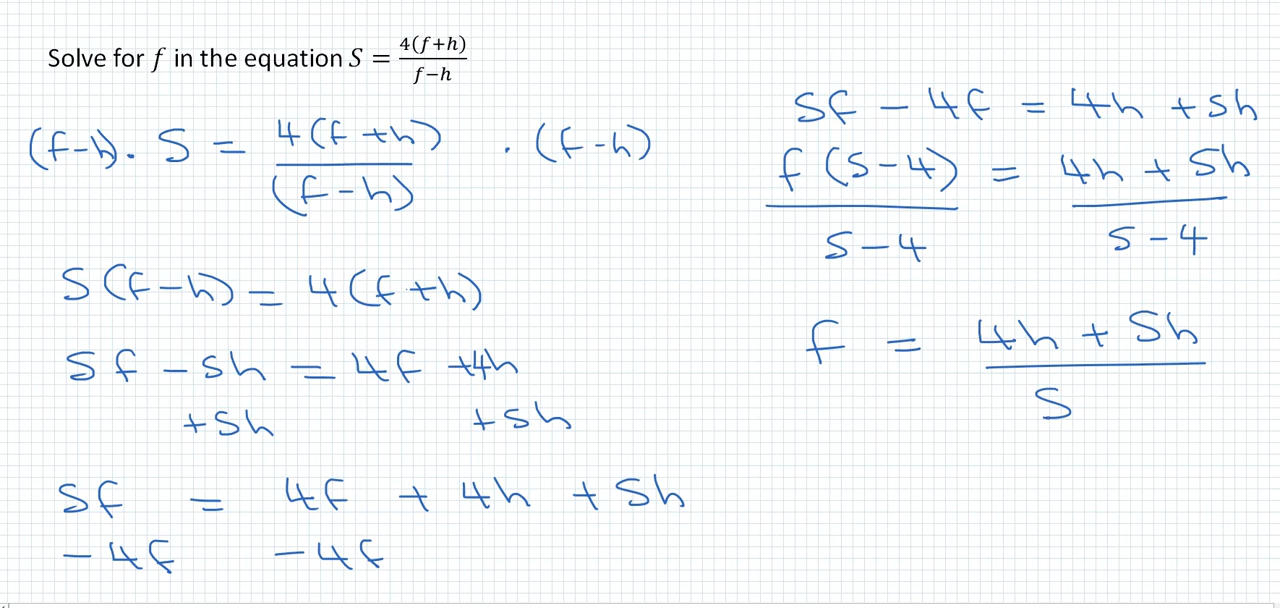 Solve for f in the equation S = 4(f+h)/(f−h)
(f-h). S = 4(f+h)/(f-h) . (f-h)
S(f-h) = 4(f+h)
Sf - Sh = 4f +4h
+Sh +Sh
Sf = 4f + 4h + Sh
-4f -4f
Sf - 4f = 4h + Sh
f(S-4) = 4h + Sh
S-4 S-4
f = 4h + Sh
S